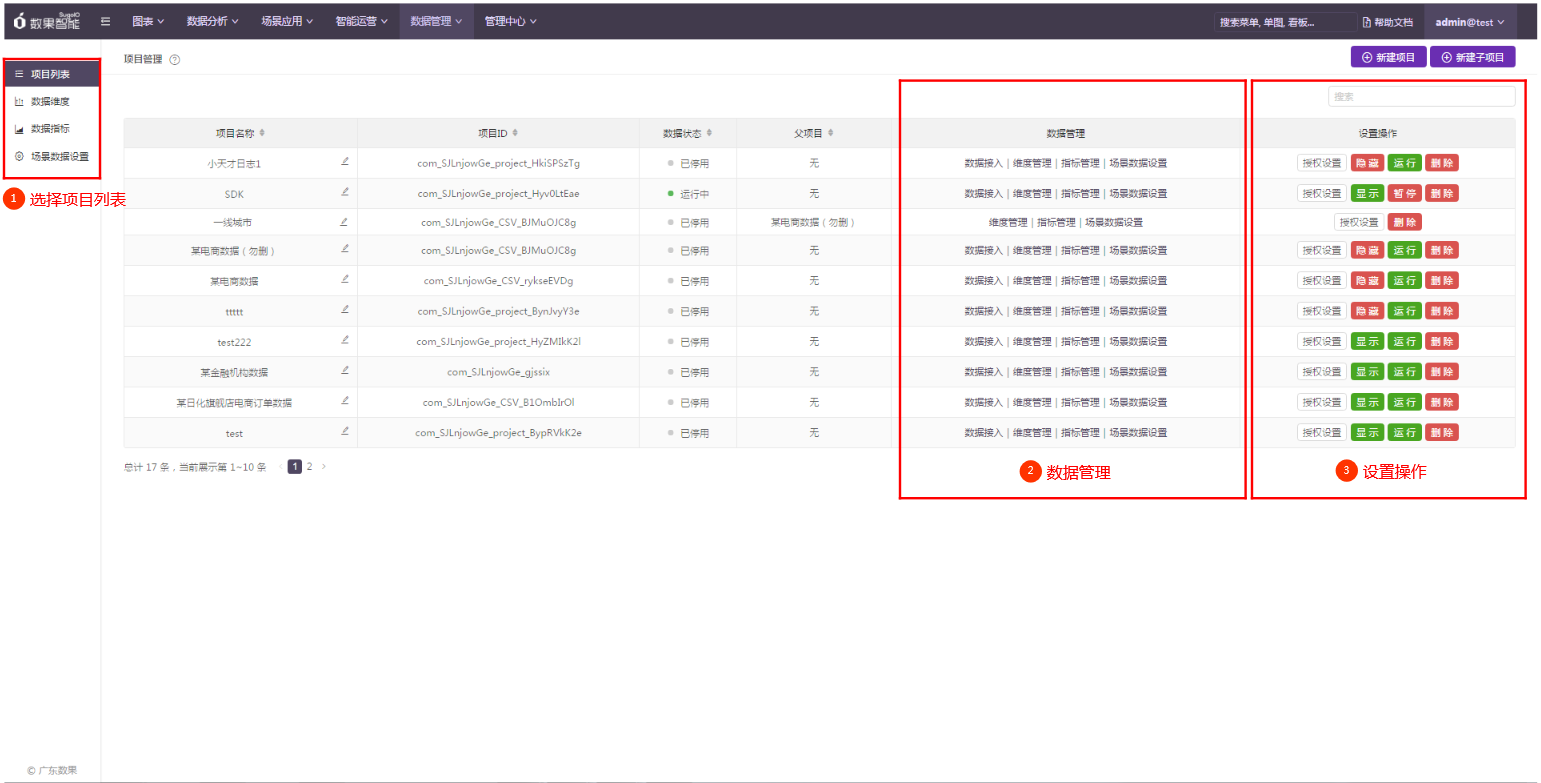 数果智能 SugoIO 图表 数据分析 场景应用 智能运营 数据管理 管理中心 搜索菜单, 单图, 看板... 帮助文档 admin@test
项目列表
数据维度
数据指标
场景数据设置
1 选择项目列表
项目管理 ? 新建项目 新建子项目
搜索
项目名称 项目ID 数据状态 父项目 数据管理 设置操作
小天才日志1 com_SJLnjowGe_project_HkiSPSzTg 已停用 无 数据接入 | 维度管理 | 指标管理 | 场景数据设置 授权设置 隐藏 运行 删除
SDK com_SJLnjowGe_project_Hyv0LtEae 运行中 无 数据接入 | 维度管理 | 指标管理 | 场景数据设置 授权设置 显示 暂停 删除
一线城市 com_SJLnjowGe_CSV_BJMuOJC8g 已停用 某电商数据（勿删） 维度管理 | 指标管理 | 场景数据设置 授权设置 删除
某电商数据（勿删） com_SJLnjowGe_CSV_BJMuOJC8g 已停用 无 数据接入 | 维度管理 | 指标管理 | 场景数据设置 授权设置 隐藏 运行 删除
某电商数据 com_SJLnjowGe_CSV_rykseEVDg 已停用 无 数据接入 | 维度管理 | 指标管理 | 场景数据设置 授权设置 隐藏 运行 删除
ttttt com_SJLnjowGe_project_BynJvyY3e 已停用 无 数据接入 | 维度管理 | 指标管理 | 场景数据设置 授权设置 隐藏 运行 删除
test222 com_SJLnjowGe_project_HyZMIkK2l 已停用 无 数据接入 | 维度管理 | 指标管理 | 场景数据设置 授权设置 显示 运行 删除
某金融机构数据 com_SJLnjowGe_gjssix 已停用 无 数据接入 | 维度管理 | 指标管理 | 场景数据设置 授权设置 显示 运行 删除
某日化旗舰店电商订单数据 com_SJLnjowGe_CSV_B1OmbIrOl 已停用 无 数据接入 | 维度管理 | 指标管理 | 场景数据设置 授权设置 显示 运行 删除
test com_SJLnjowGe_project_BypRVkK2e 已停用 无 数据接入 | 维度管理 | 指标管理 | 场景数据设置 授权设置 显示 运行 删除
总计 17 条，当前展示第 1~10 条 1 2
2 数据管理
3 设置操作
© 广东数果